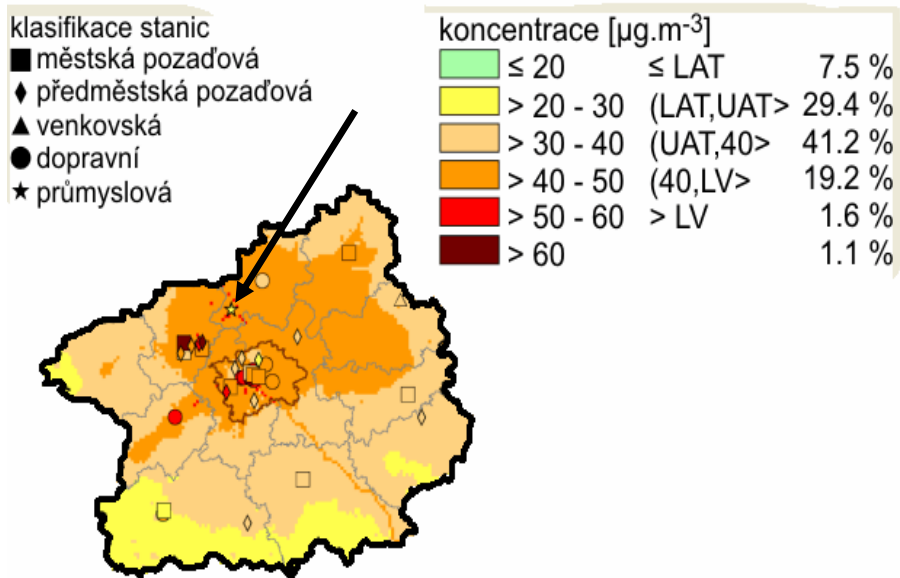 klasifikace stanic
městská pozaďová
předměstská pozaďová
venkovská
dopravní
průmyslová
koncentrace [µg.m-3]
≤ 20 ≤ LAT 7.5 %
> 20 - 30 (LAT,UAT> 29.4 %
> 30 - 40 (UAT,40> 41.2 %
> 40 - 50 (40,LV> 19.2 %
> 50 - 60 > LV 1.6 %
> 60 1.1 %